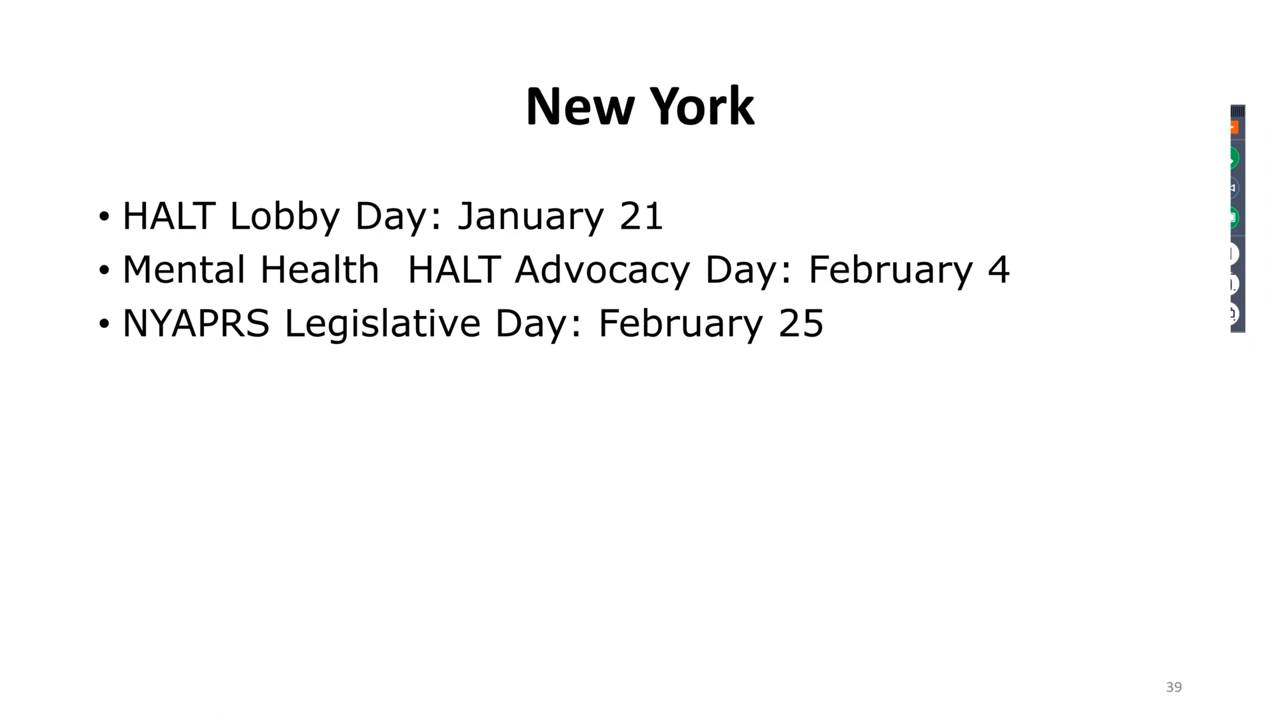 New York
• HALT Lobby Day: January 21
• Mental Health  HALT Advocacy Day: February 4
• NYAPRS Legislative Day: February 25
39